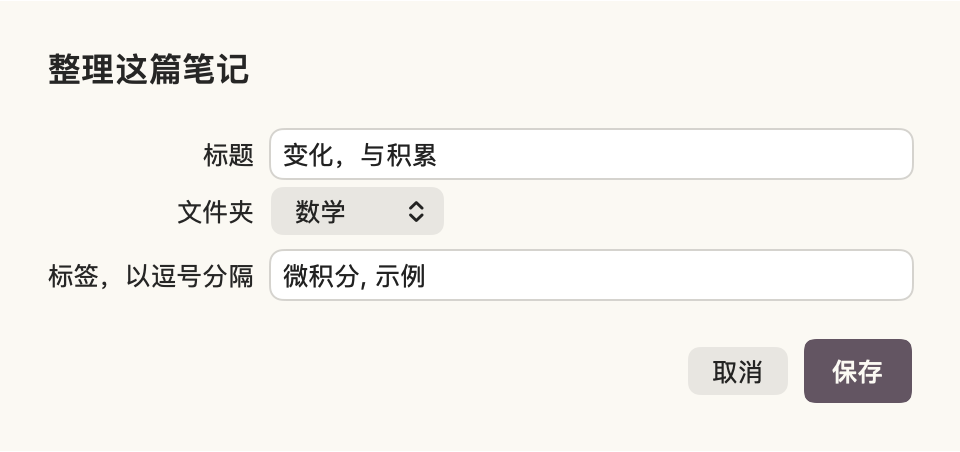 整理这篇笔记
标题 变化，与积累
文件夹 数学
标签，以逗号分隔 微积分, 示例
取消 保存